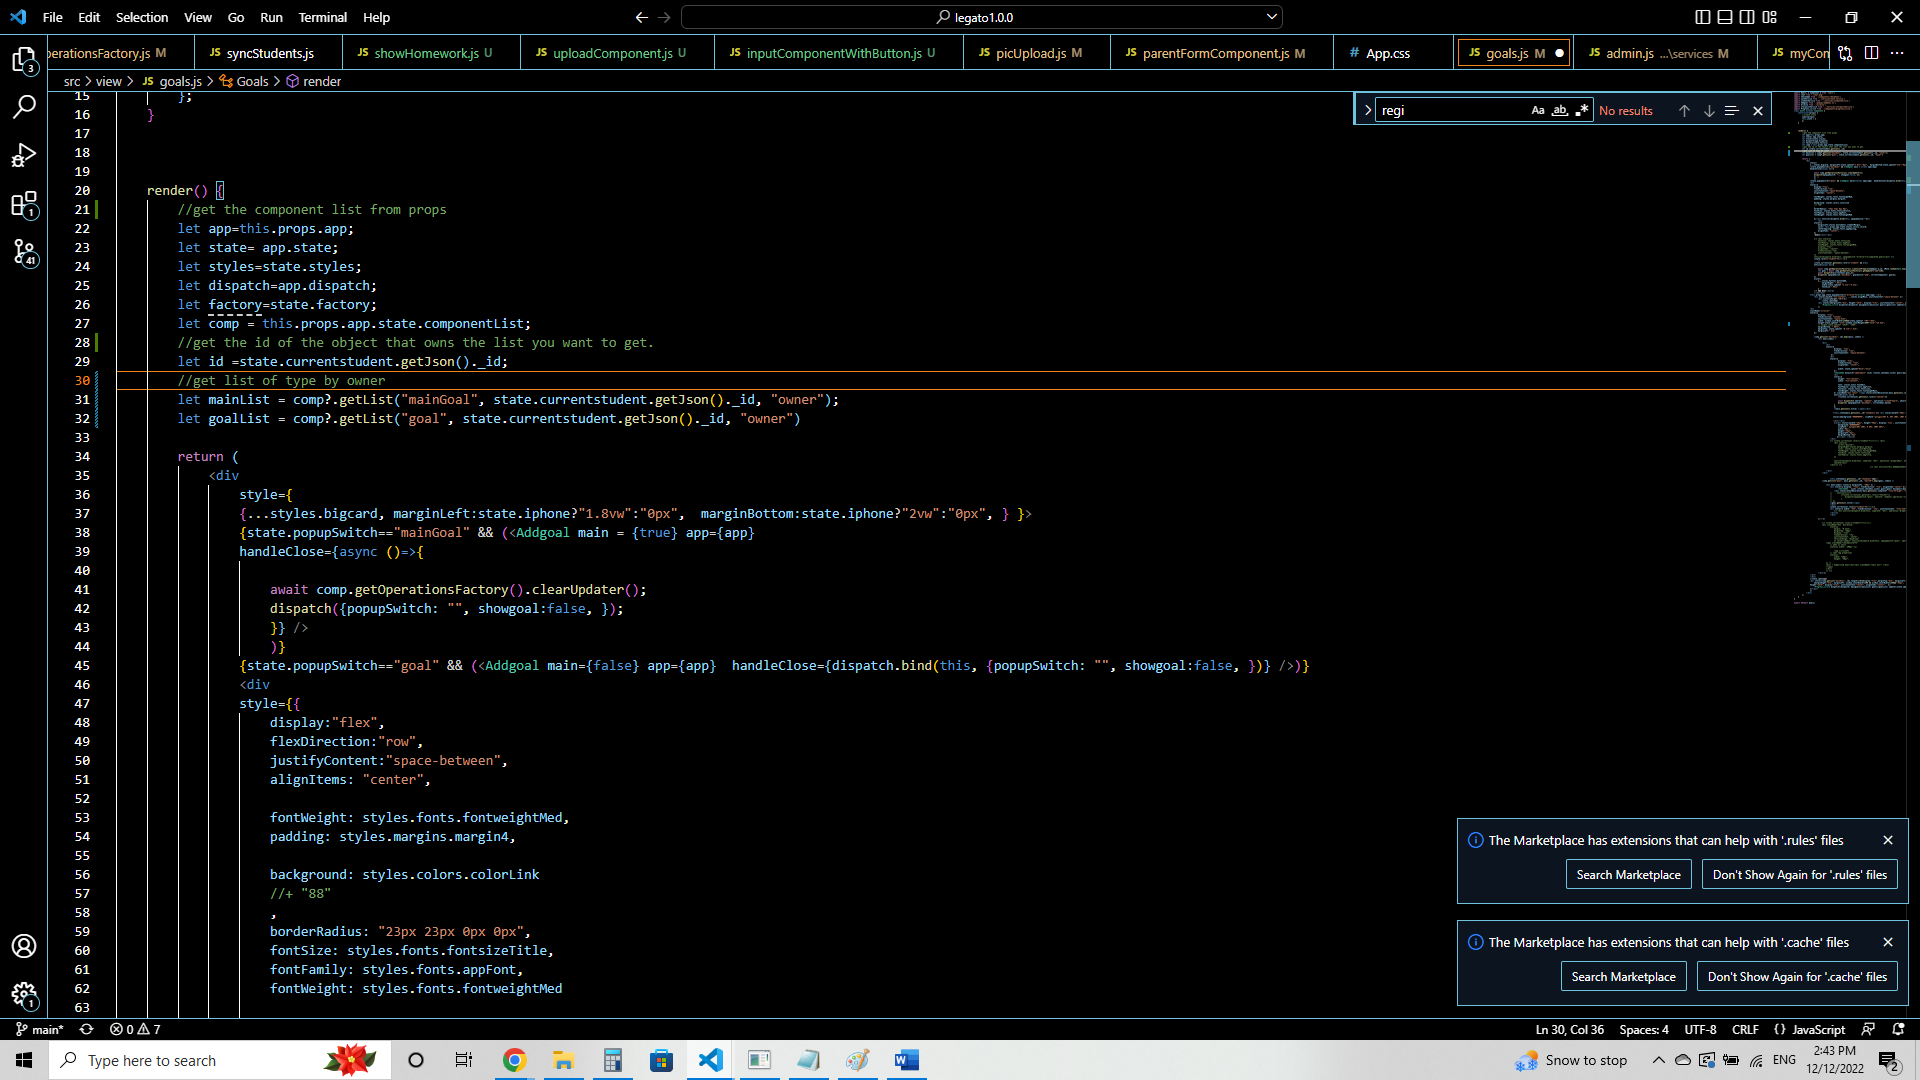 File Edit Selection View Go Run Terminal Help
legato1.0.0
perationsFactory.js M JS syncStudents.js JS showHomework.js U JS uploadComponent.js U JS inputComponentWithButton.js U JS picUpload.js M JS parentFormComponent.js M # App.css JS goals.js M JS admin.js ...\services M JS myCon
src > view > JS goals.js > Goals > render
regi Aa ab No results
15 };
16 }
17
18
19
20 render() {
21 //get the component list from props
22 let app=this.props.app;
23 let state= app.state;
24 let styles=state.styles;
25 let dispatch=app.dispatch;
26 let factory=state.factory;
27 let comp = this.props.app.state.componentList;
28 //get the id of the object that owns the list you want to get.
29 let id =state.currentstudent.getJson()._id;
30 //get list of type by owner
31 let mainList = comp?.getList("mainGoal", state.currentstudent.getJson()._id, "owner");
32 let goalList = comp?.getList("goal", state.currentstudent.getJson()._id, "owner")
33
34 return (
35 <div
36 style={
37 {...styles.bigcard, marginLeft:state.iphone?"1.8vw":"0px", marginBottom:state.iphone?"2vw":"0px", } }>
38 {state.popupSwitch=="mainGoal" && (<Addgoal main = {true} app={app}
39 handleClose={async ()=>{
40
41 await comp.getOperationsFactory().clearUpdater();
42 dispatch({popupSwitch: "", showgoal:false, });
43 }} />
44 )}
45 {state.popupSwitch=="goal" && (<Addgoal main={false} app={app} handleClose={dispatch.bind(this, {popupSwitch: "", showgoal:false, })} />)}
46 <div
47 style={{
48 display:"flex",
49 flexDirection:"row",
50 justifyContent:"space-between",
51 alignItems: "center",
52
53 fontWeight: styles.fonts.fontweightMed,
54 padding: styles.margins.margin4,
55
56 background: styles.colors.colorLink
57 //+ "88"
58 ,
59 borderRadius: "23px 23px 0px 0px",
60 fontSize: styles.fonts.fontsizeTitle,
61 fontFamily: styles.fonts.appFont,
62 fontWeight: styles.fonts.fontweightMed
63
3
1
41
1
The Marketplace has extensions that can help with '.rules' files
Search Marketplace Don't Show Again for '.rules' files
The Marketplace has extensions that can help with '.cache' files
Search Marketplace Don't Show Again for '.cache' files
main* 0 7 Ln 30, Col 36 Spaces: 4 UTF-8 CRLF {} JavaScript
Type here to search
Snow to stop ENG 2:43 PM
12/12/2022 2